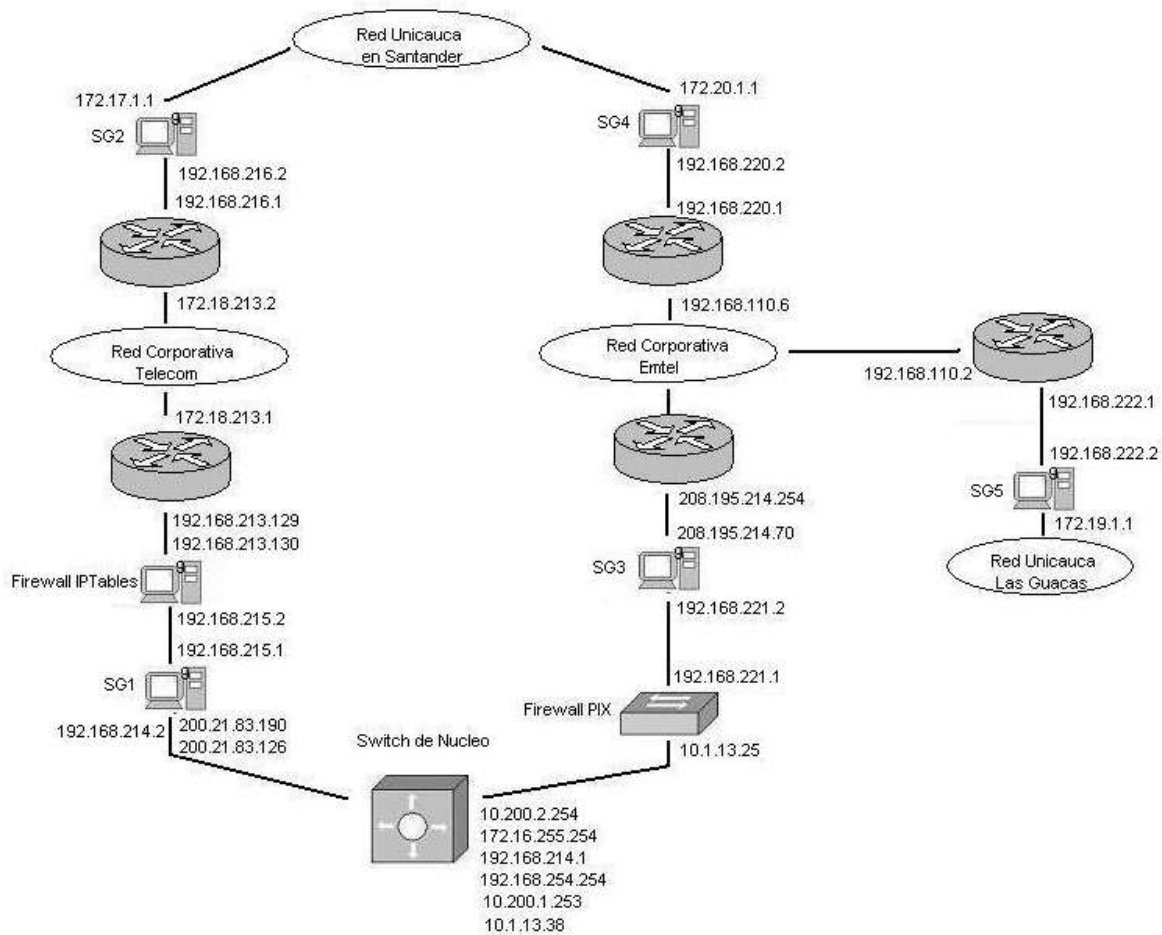 Red Unicauca
en Santander
172.17.1.1
172.20.1.1
SG2
SG4
192.168.216.2
192.168.220.2
192.168.216.1
192.168.220.1
172.18.213.2
192.168.110.6
Red Corporativa
Telecom
Red Corporativa
Emtel
192.168.110.2
172.18.213.1
192.168.222.1
192.168.222.2
SG5
172.19.1.1
Red Unicauca
Las Guacas
208.195.214.254
192.168.213.129
208.195.214.70
192.168.213.130
SG3
Firewall IPTables
192.168.221.2
192.168.215.2
192.168.215.1
192.168.221.1
SG1
Firewall PIX
192.168.214.2
200.21.83.190
200.21.83.126
Switch de Nucleo
10.1.13.25
10.200.2.254
172.16.255.254
192.168.214.1
192.168.254.254
10.200.1.253
10.1.13.38